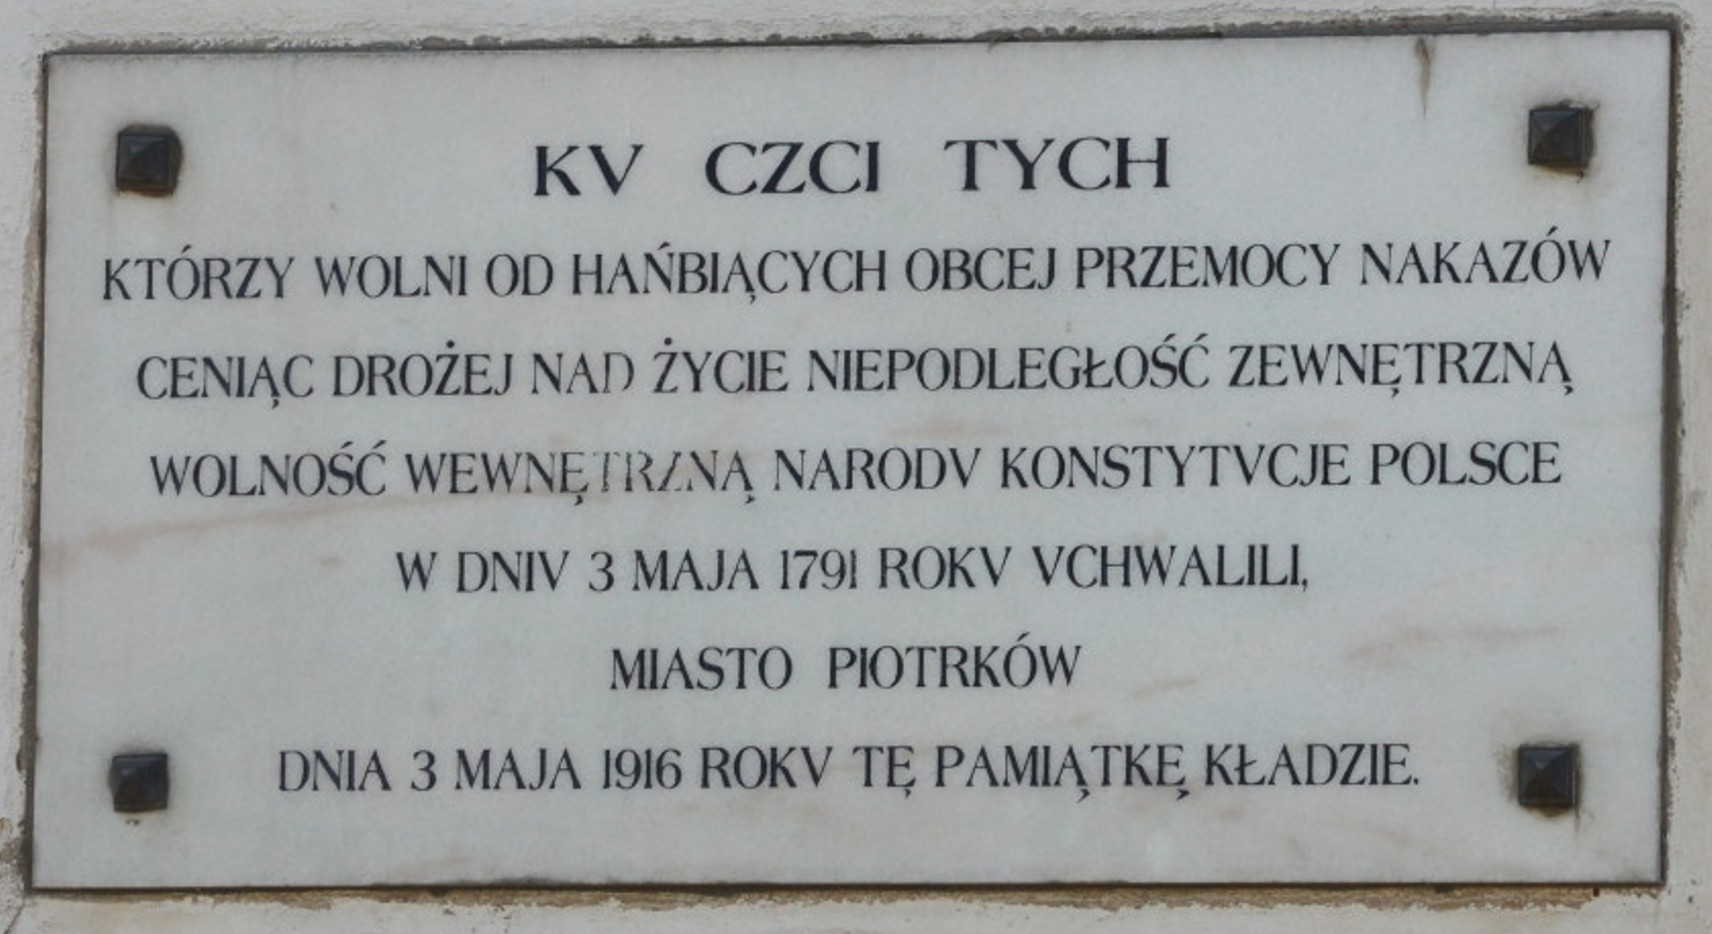 KV CZCI TYCH
KTÓRZY WOLNI OD HAŃBIĄCYCH OBCEJ PRZEMOCY NAKAZÓW
CENIĄC DROŻEJ NAD ŻYCIE NIEPODLEGŁOŚĆ ZEWNĘTRZNĄ
WOLNOŚĆ WEWNĘTRZNĄ NARODV KONSTYTVCJE POLSCE
W DNIV 3 MAJA 1791 ROKV VCHWALILI,
MIASTO PIOTRKÓW
DNIA 3 MAJA 1916 ROKV TĘ PAMIĄTKĘ KŁADZIE.